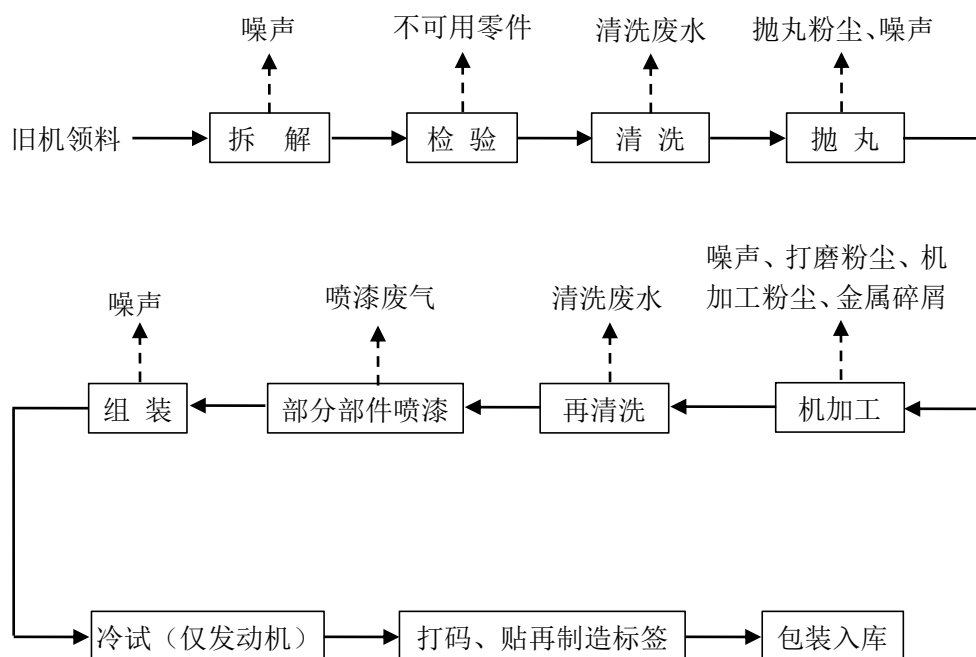 噪声
不可用零件
清洗废水
抛丸粉尘、噪声
旧机领料
拆 解
检 验
清 洗
抛 丸
噪声、打磨粉尘、机
加工粉尘、金属碎屑
噪声
喷漆废气
清洗废水
组 装
部分部件喷漆
再清洗
机加工
冷试（仅发动机）
打码、贴再制造标签
包装入库